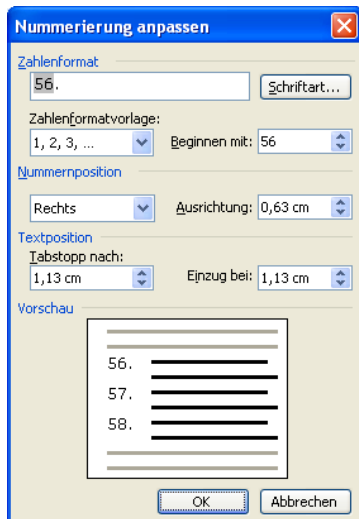 Nummerierung anpassen
Zahlenformat
56.
Schriftart...
Zahlenformatvorlage:
1, 2, 3, ... Beginnen mit: 56
Nummernposition
Rechts Ausrichtung: 0,63 cm
Textposition
Tabstopp nach:
1,13 cm Einzug bei: 1,13 cm
Vorschau
56.
57.
58.
OK Abbrechen